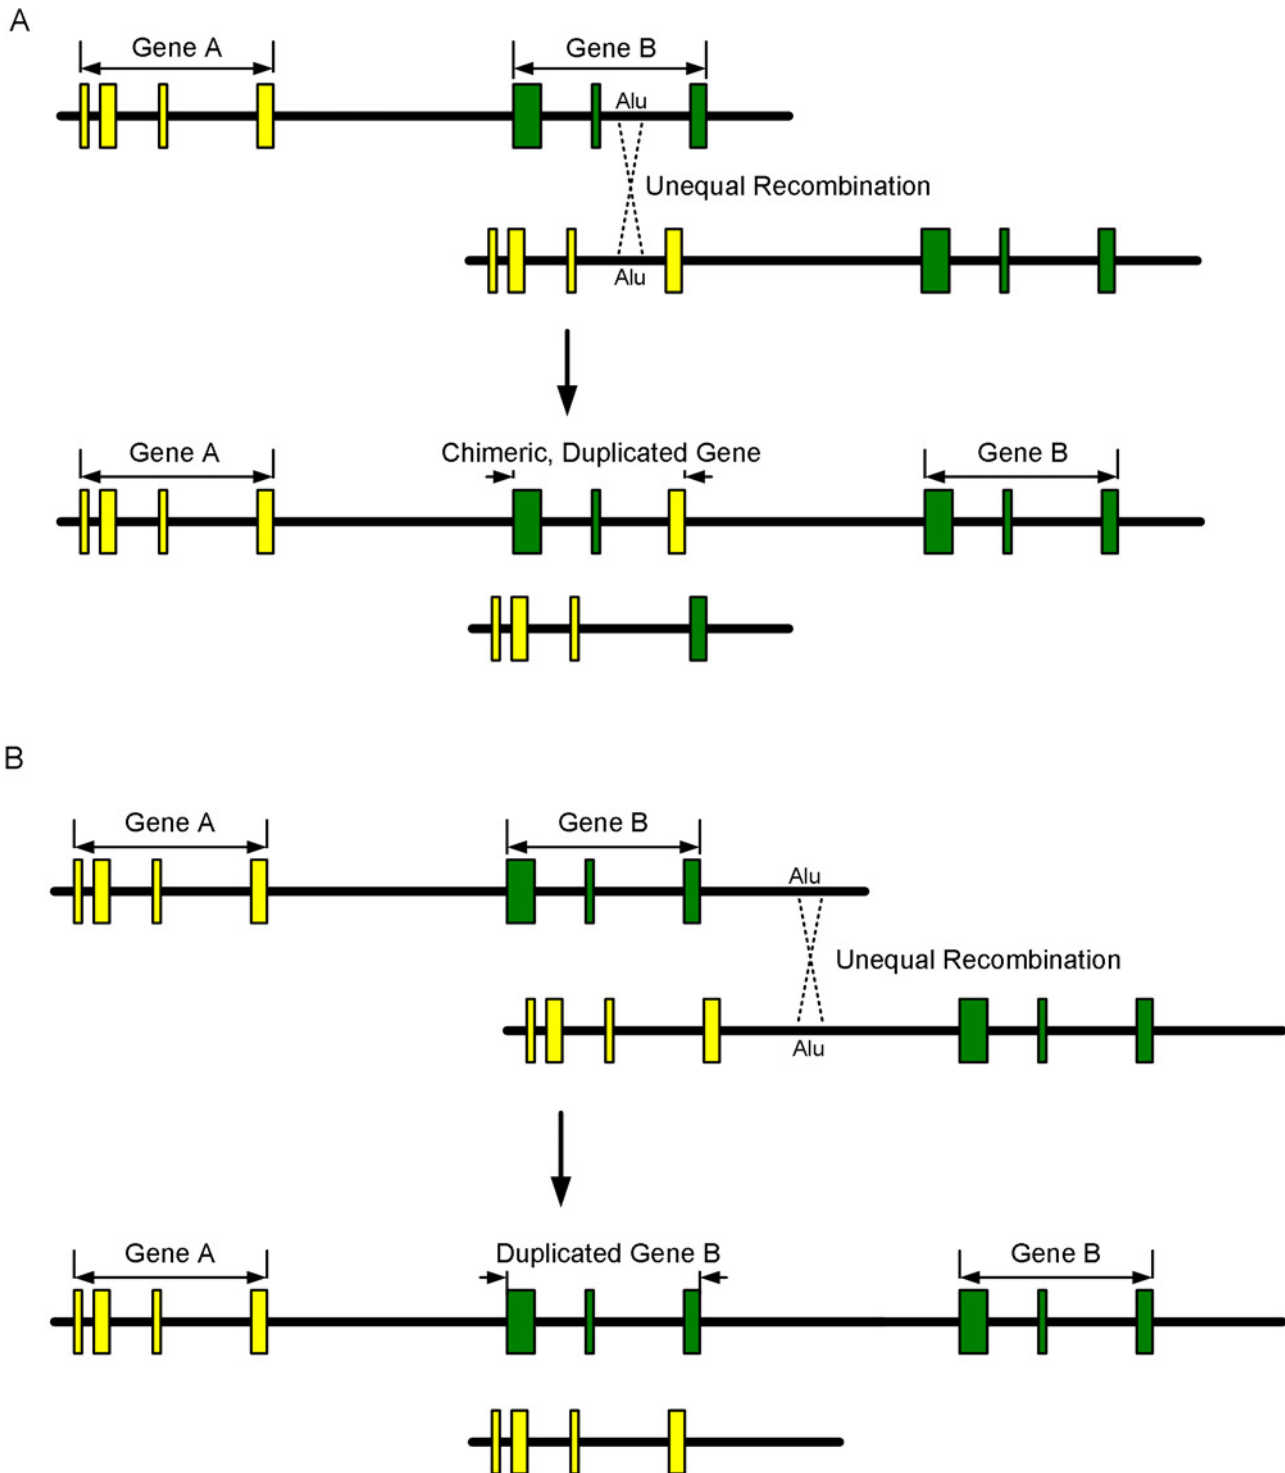 A
Gene A
Gene B
Alu
Unequal Recombination
Alu
Gene A
Chimeric, Duplicated Gene
Gene B
B
Gene A
Gene B
Alu
Unequal Recombination
Alu
Gene A
Duplicated Gene B
Gene B